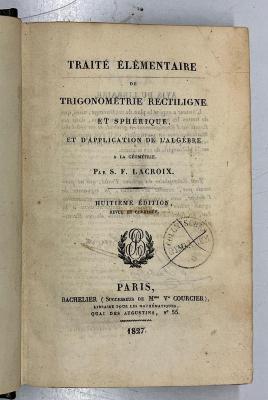 TRAITÉ ÉLÉMENTAIRE
DE
TRIGONOMÉTRIE RECTILIGNE
ET SPHÉRIQUE,
ET D'APPLICATION DE L'ALGÈBRE
A LA GÉOMÉTRIE.
PAR S. F. LACROIX.
HUITIÈME ÉDITION,
REVUE ET CORRIGÉE.
PARIS,
BACHELIER (SUCCESSEUR DE Mme Ve COURCIER),
LIBRAIRE POUR LES MATHÉMATIQUES,
QUAI DES AUGUSTINS, n° 55.
1827.